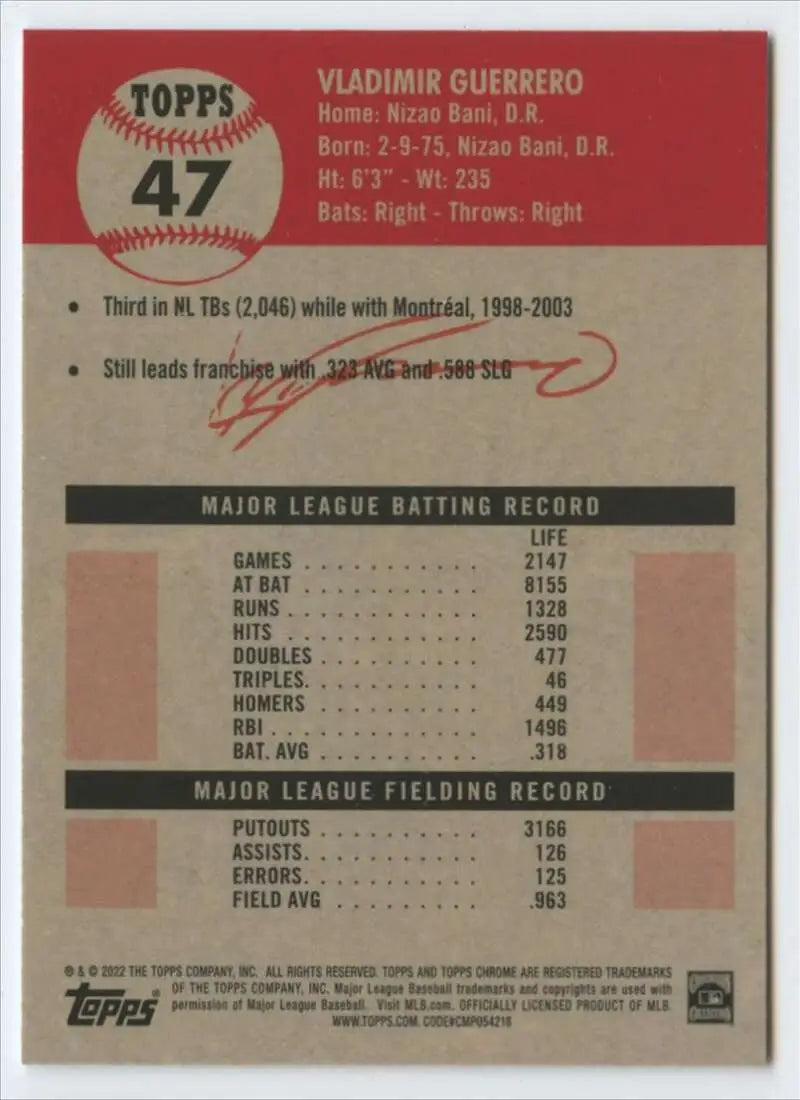 TOPPS
47
VLADIMIR GUERRERO
Home: Nizao Bani, D.R.
Born: 2-9-75, Nizao Bani, D.R.
Ht: 6'3" - Wt: 235
Bats: Right - Throws: Right
• Third in NL TBs (2,046) while with Montréal, 1998-2003
• Still leads franchise with .323 AVG and .588 SLG
MAJOR LEAGUE BATTING RECORD
LIFE
GAMES . . . . . . . . . . . 2147
AT BAT . . . . . . . . . . . 8155
RUNS . . . . . . . . . . . . 1328
HITS . . . . . . . . . . . . 2590
DOUBLES . . . . . . . . . . 477
TRIPLES. . . . . . . . . . . 46
HOMERS . . . . . . . . . . 449
RBI . . . . . . . . . . . . . 1496
BAT. AVG . . . . . . . . . . .318
MAJOR LEAGUE FIELDING RECORD
PUTOUTS . . . . . . . . . . 3166
ASSISTS. . . . . . . . . . . 126
ERRORS. . . . . . . . . . . 125
FIELD AVG . . . . . . . . . .963
® & © 2022 THE TOPPS COMPANY, INC. ALL RIGHTS RESERVED. TOPPS AND TOPPS CHROME ARE REGISTERED TRADEMARKS
OF THE TOPPS COMPANY, INC. Major League Baseball trademarks and copyrights are used with
permission of Major League Baseball. Visit MLB.com. OFFICIALLY LICENSED PRODUCT OF MLB
WWW.TOPPS.COM. CODE#CMP054216
topps®